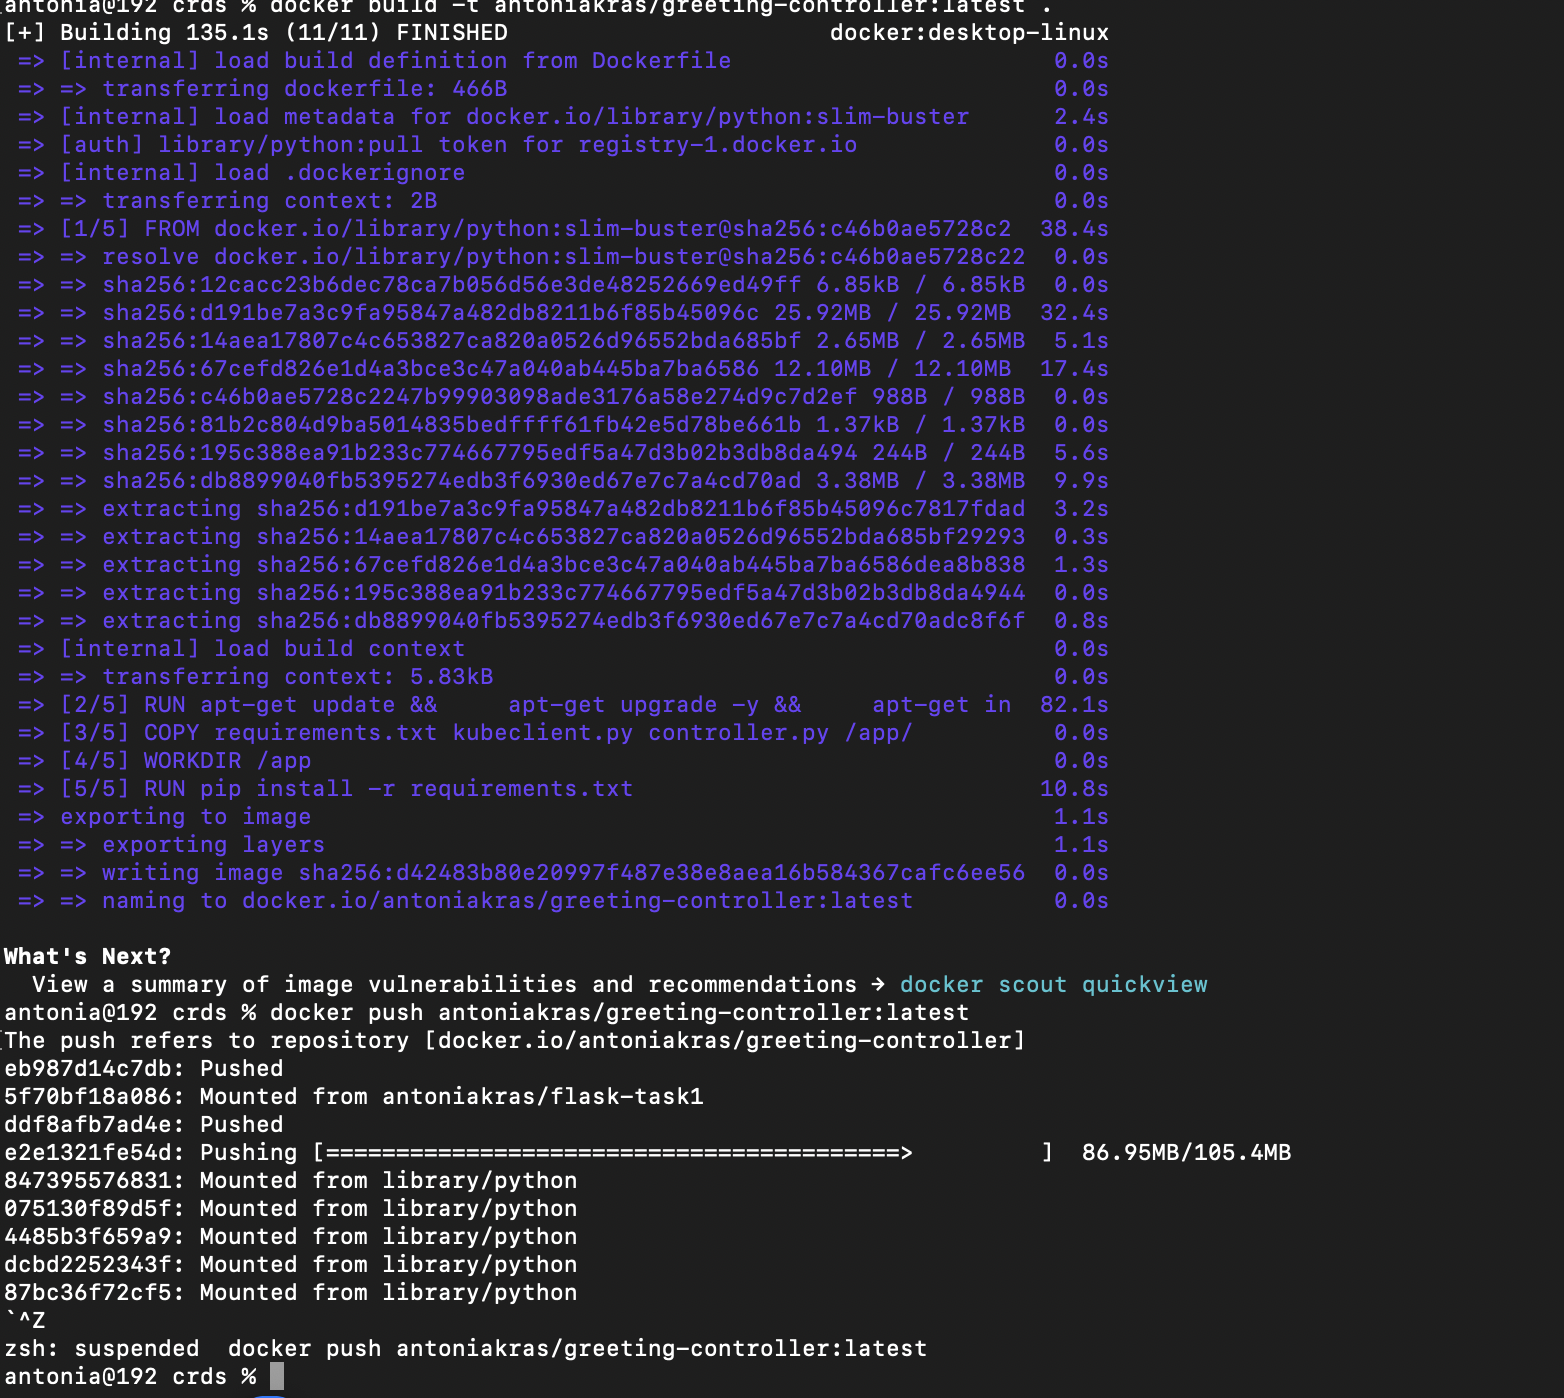 antonia@192 crds % docker build -t antoniakras/greeting-controller:latest .
[+] Building 135.1s (11/11) FINISHED docker:desktop-linux
=> [internal] load build definition from Dockerfile 0.0s
=> => transferring dockerfile: 466B 0.0s
=> [internal] load metadata for docker.io/library/python:slim-buster 2.4s
=> [auth] library/python:pull token for registry-1.docker.io 0.0s
=> [internal] load .dockerignore 0.0s
=> => transferring context: 2B 0.0s
=> [1/5] FROM docker.io/library/python:slim-buster@sha256:c46b0ae5728c2 38.4s
=> => resolve docker.io/library/python:slim-buster@sha256:c46b0ae5728c22 0.0s
=> => sha256:12cacc23b6dec78ca7b056d56e3de48252669ed49ff 6.85kB / 6.85kB 0.0s
=> => sha256:d191be7a3c9fa95847a482db8211b6f85b45096c 25.92MB / 25.92MB 32.4s
=> => sha256:14aea17807c4c653827ca820a0526d96552bda685bf 2.65MB / 2.65MB 5.1s
=> => sha256:67cefd826e1d4a3bce3c47a040ab445ba7ba6586 12.10MB / 12.10MB 17.4s
=> => sha256:c46b0ae5728c2247b99903098ade3176a58e274d9c7d2ef 988B / 988B 0.0s
=> => sha256:81b2c804d9ba5014835bedffff61fb42e5d78be661b 1.37kB / 1.37kB 0.0s
=> => sha256:195c388ea91b233c774667795edf5a47d3b02b3db8da494 244B / 244B 5.6s
=> => sha256:db8899040fb5395274edb3f6930ed67e7c7a4cd70ad 3.38MB / 3.38MB 9.9s
=> => extracting sha256:d191be7a3c9fa95847a482db8211b6f85b45096c7817fdad 3.2s
=> => extracting sha256:14aea17807c4c653827ca820a0526d96552bda685bf29293 0.3s
=> => extracting sha256:67cefd826e1d4a3bce3c47a040ab445ba7ba6586dea8b838 1.3s
=> => extracting sha256:195c388ea91b233c774667795edf5a47d3b02b3db8da4944 0.0s
=> => extracting sha256:db8899040fb5395274edb3f6930ed67e7c7a4cd70adc8f6f 0.8s
=> [internal] load build context 0.0s
=> => transferring context: 5.83kB 0.0s
=> [2/5] RUN apt-get update && apt-get upgrade -y && apt-get in 82.1s
=> [3/5] COPY requirements.txt kubeclient.py controller.py /app/ 0.0s
=> [4/5] WORKDIR /app 0.0s
=> [5/5] RUN pip install -r requirements.txt 10.8s
=> exporting to image 1.1s
=> => exporting layers 1.1s
=> => writing image sha256:d42483b80e20997f487e38e8aea16b584367cafc6ee56 0.0s
=> => naming to docker.io/antoniakras/greeting-controller:latest 0.0s
What's Next?
View a summary of image vulnerabilities and recommendations → docker scout quickview
antonia@192 crds % docker push antoniakras/greeting-controller:latest
The push refers to repository [docker.io/antoniakras/greeting-controller]
eb987d14c7db: Pushed
5f70bf18a086: Mounted from antoniakras/flask-task1
ddf8afb7ad4e: Pushed
e2e1321fe54d: Pushing [=========================================> ] 86.95MB/105.4MB
847395576831: Mounted from library/python
075130f89d5f: Mounted from library/python
4485b3f659a9: Mounted from library/python
dcbd2252343f: Mounted from library/python
87bc36f72cf5: Mounted from library/python
`^Z
zsh: suspended docker push antoniakras/greeting-controller:latest
antonia@192 crds %